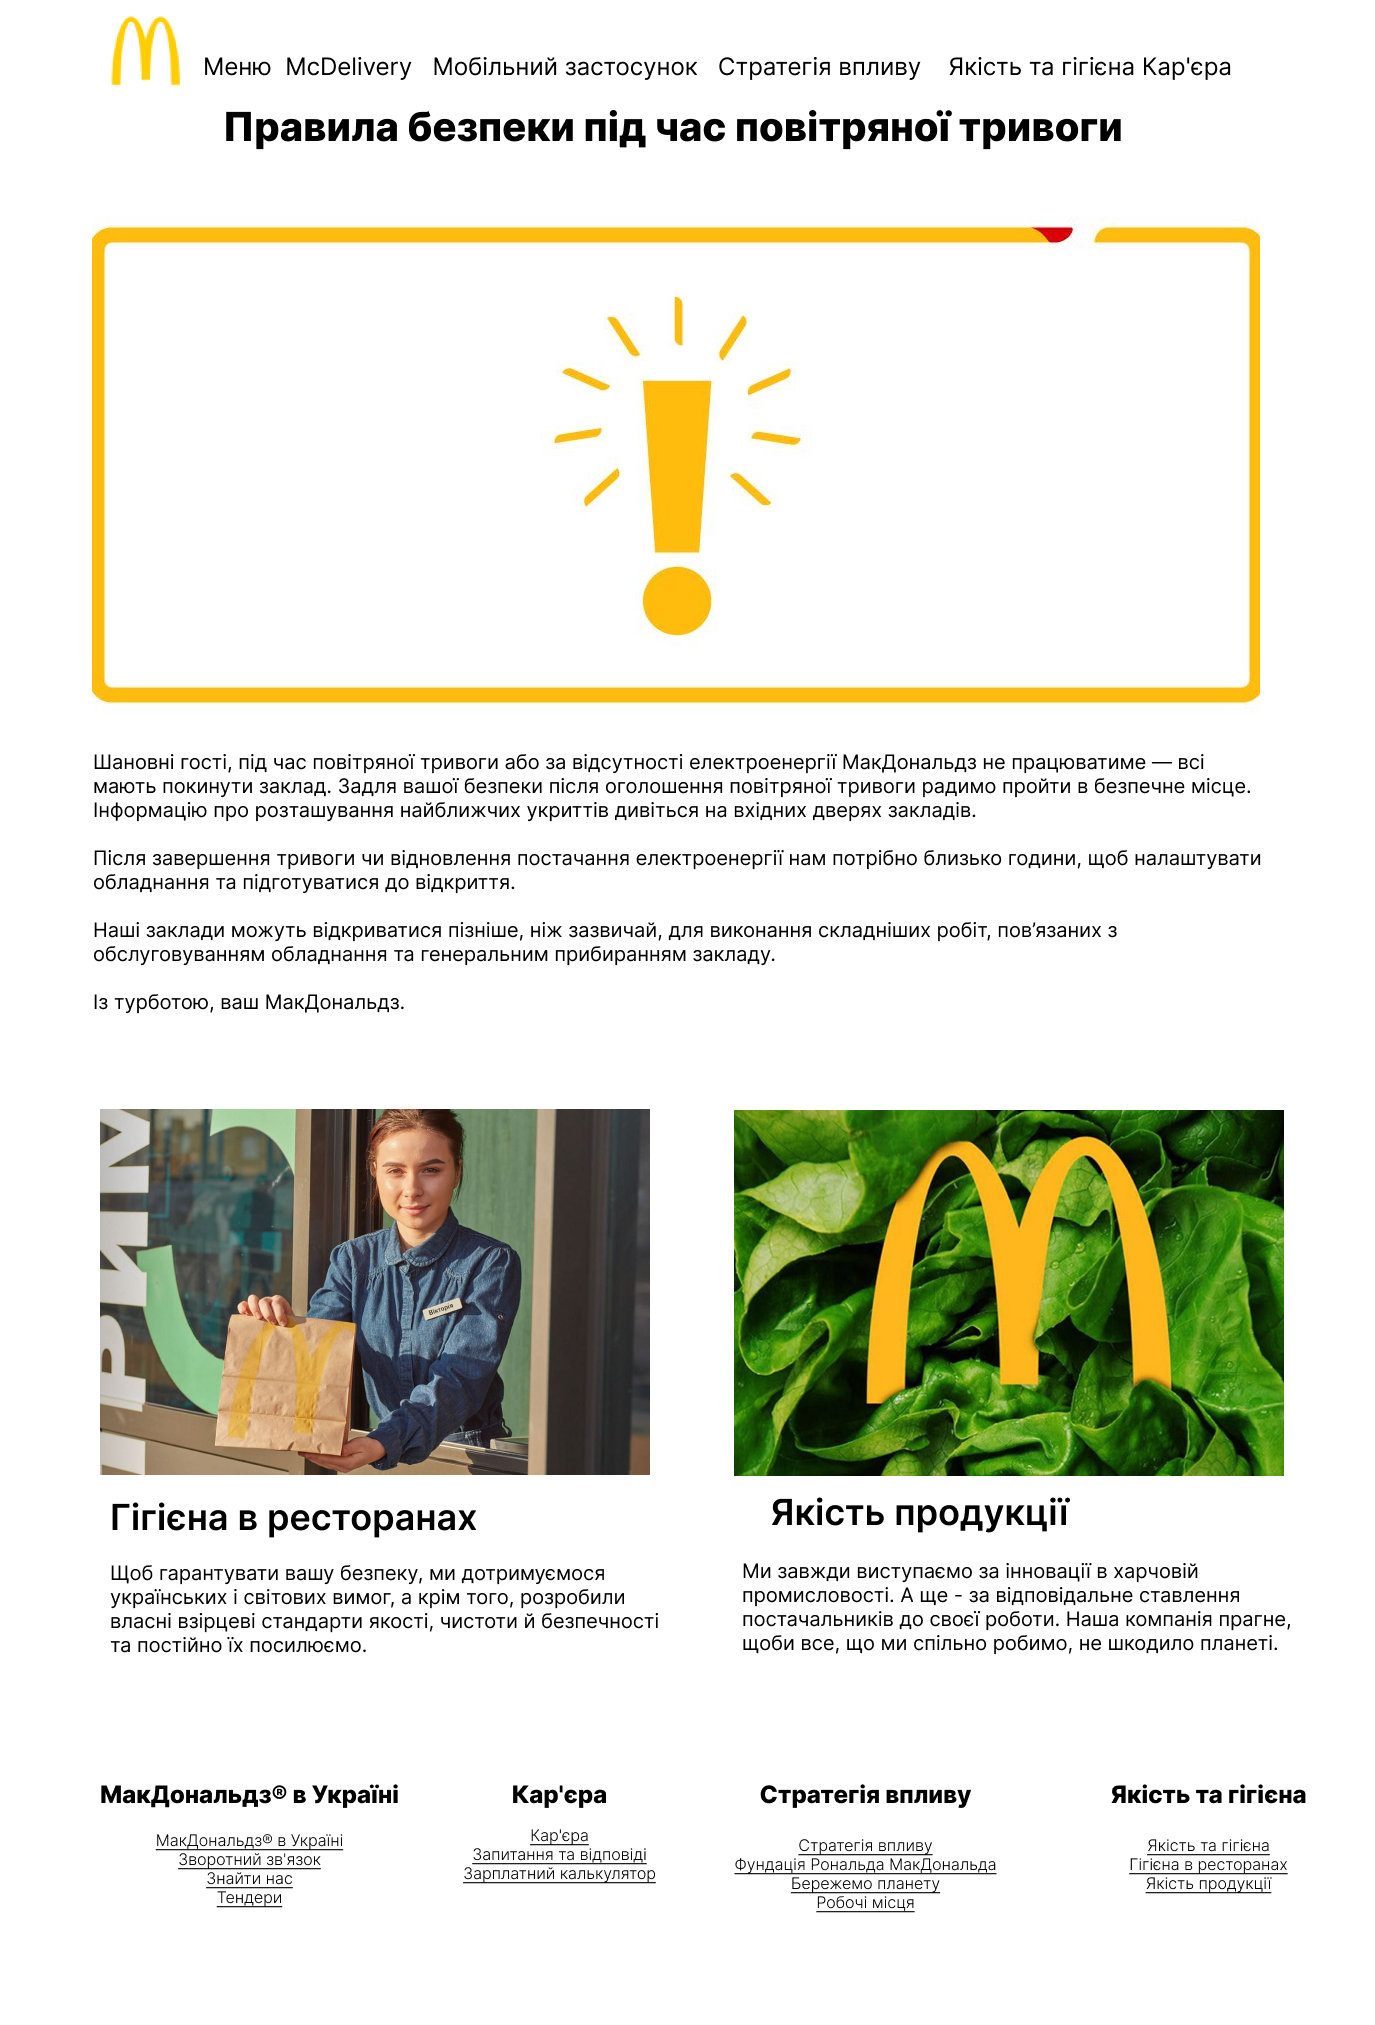 Меню McDelivery Мобільний застосунок Стратегія впливу Якість та гігієна Кар'єра
Правила безпеки під час повітряної тривоги
Шановні гості, під час повітряної тривоги або за відсутності електроенергії МакДональдз не працюватиме — всі
мають покинути заклад. Задля вашої безпеки після оголошення повітряної тривоги радимо пройти в безпечне місце.
Інформацію про розташування найближчих укриттів дивіться на вхідних дверях закладів.
Після завершення тривоги чи відновлення постачання електроенергії нам потрібно близько години, щоб налаштувати
обладнання та підготуватися до відкриття.
Наші заклади можуть відкриватися пізніше, ніж зазвичай, для виконання складніших робіт, пов’язаних з
обслуговуванням обладнання та генеральним прибиранням закладу.
Із турботою, ваш МакДональдз.
Вікторія
Гігієна в ресторанах
Щоб гарантувати вашу безпеку, ми дотримуємося
українських і світових вимог, а крім того, розробили
власні взірцеві стандарти якості, чистоти й безпечності
та постійно їх посилюємо.
Якість продукції
Ми завжди виступаємо за інновації в харчовій
промисловості. А ще - за відповідальне ставлення
постачальників до своєї роботи. Наша компанія прагне,
щоби все, що ми спільно робимо, не шкодило планеті.
МакДональдз® в Україні
МакДональдз® в Україні
Зворотний зв'язок
Знайти нас
Тендери
Кар'єра
Кар'єра
Запитання та відповіді
Зарплатний калькулятор
Стратегія впливу
Стратегія впливу
Фундація Рональда МакДональда
Бережемо планету
Робочі місця
Якість та гігієна
Якість та гігієна
Гігієна в ресторанах
Якість продукції